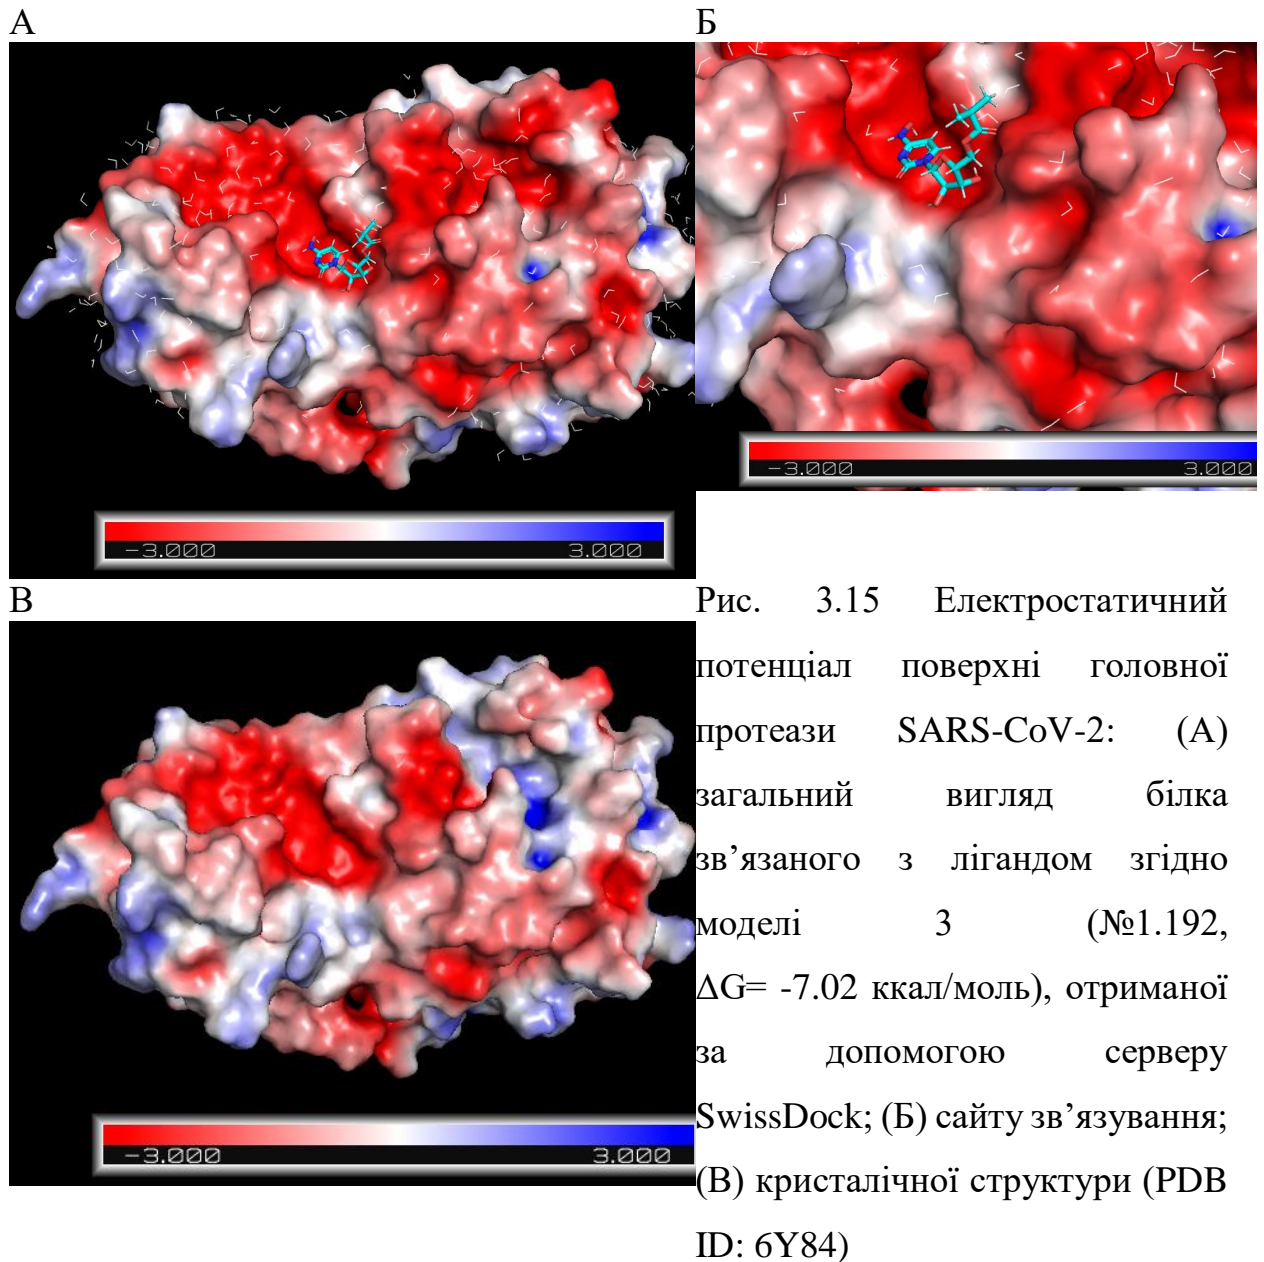 А
Б
-3.000
3.000
-3.000
3.000
В
-3.000
3.000
Рис. 3.15 Електростатичний
потенціал поверхні головної
протеази SARS-CoV-2: (А)
загальний вигляд білка
зв’язаного з лігандом згідно
моделі 3 (№1.192,
ΔG= -7.02 ккал/моль), отриманої
за допомогою серверу
SwissDock; (Б) сайту зв’язування;
(В) кристалічної структури (PDB
ID: 6Y84)